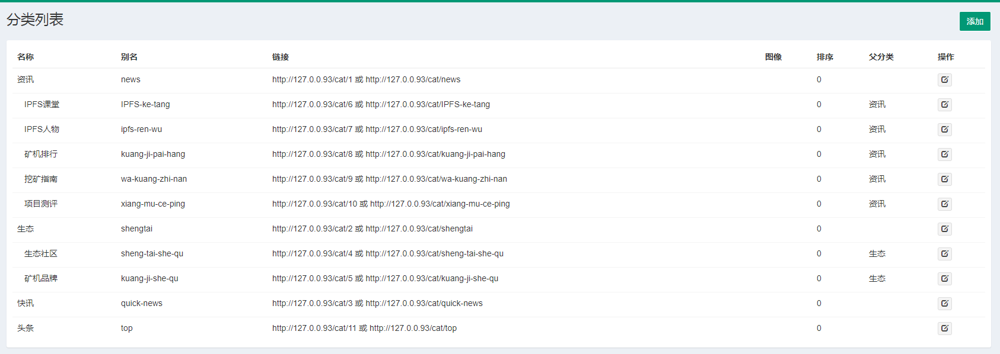 分类列表
添加
名称 别名 链接 图像 排序 父分类 操作
资讯 news http://127.0.0.93/cat/1 或 http://127.0.0.93/cat/news 0
IPFS课堂 IPFS-ke-tang http://127.0.0.93/cat/6 或 http://127.0.0.93/cat/IPFS-ke-tang 0 资讯
IPFS人物 ipfs-ren-wu http://127.0.0.93/cat/7 或 http://127.0.0.93/cat/ipfs-ren-wu 0 资讯
矿机排行 kuang-ji-pai-hang http://127.0.0.93/cat/8 或 http://127.0.0.93/cat/kuang-ji-pai-hang 0 资讯
挖矿指南 wa-kuang-zhi-nan http://127.0.0.93/cat/9 或 http://127.0.0.93/cat/wa-kuang-zhi-nan 0 资讯
项目测评 xiang-mu-ce-ping http://127.0.0.93/cat/10 或 http://127.0.0.93/cat/xiang-mu-ce-ping 0 资讯
生态 shengtai http://127.0.0.93/cat/2 或 http://127.0.0.93/cat/shengtai 0
生态社区 sheng-tai-she-qu http://127.0.0.93/cat/4 或 http://127.0.0.93/cat/sheng-tai-she-qu 0 生态
矿机品牌 kuang-ji-she-qu http://127.0.0.93/cat/5 或 http://127.0.0.93/cat/kuang-ji-she-qu 0 生态
快讯 quick-news http://127.0.0.93/cat/3 或 http://127.0.0.93/cat/quick-news 0
头条 top http://127.0.0.93/cat/11 或 http://127.0.0.93/cat/top 0